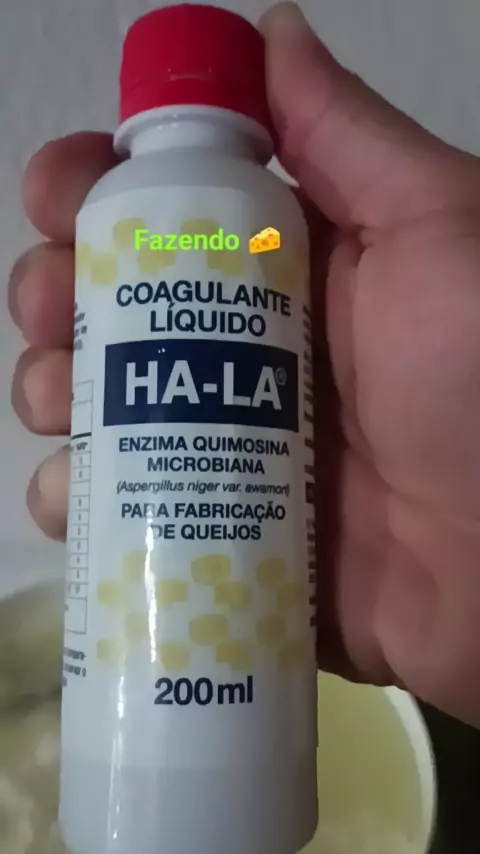 Fazendo 🧀
COAGULANTE
LÍQUIDO
HA-LA®
ENZIMA QUIMOSINA
MICROBIANA
(Aspergillus niger var. awamori)
PARA FABRICAÇÃO
DE QUEIJOS
200ml